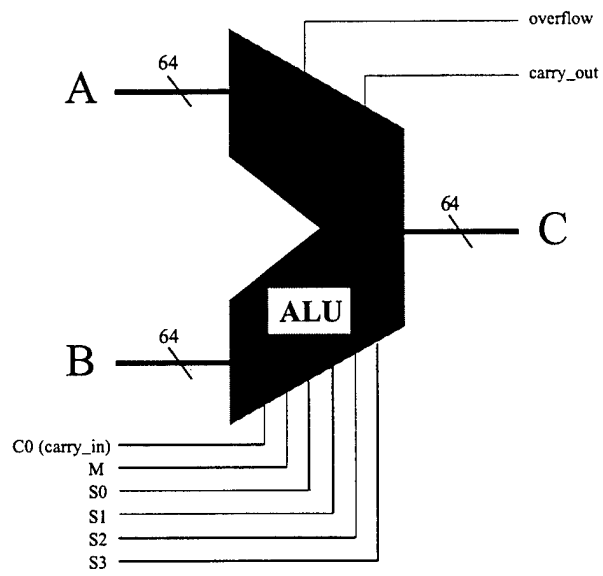 overflow
64
A
carry_out
64
C
ALU
64
B
C0 (carry_in)
M
S0
S1
S2
S3